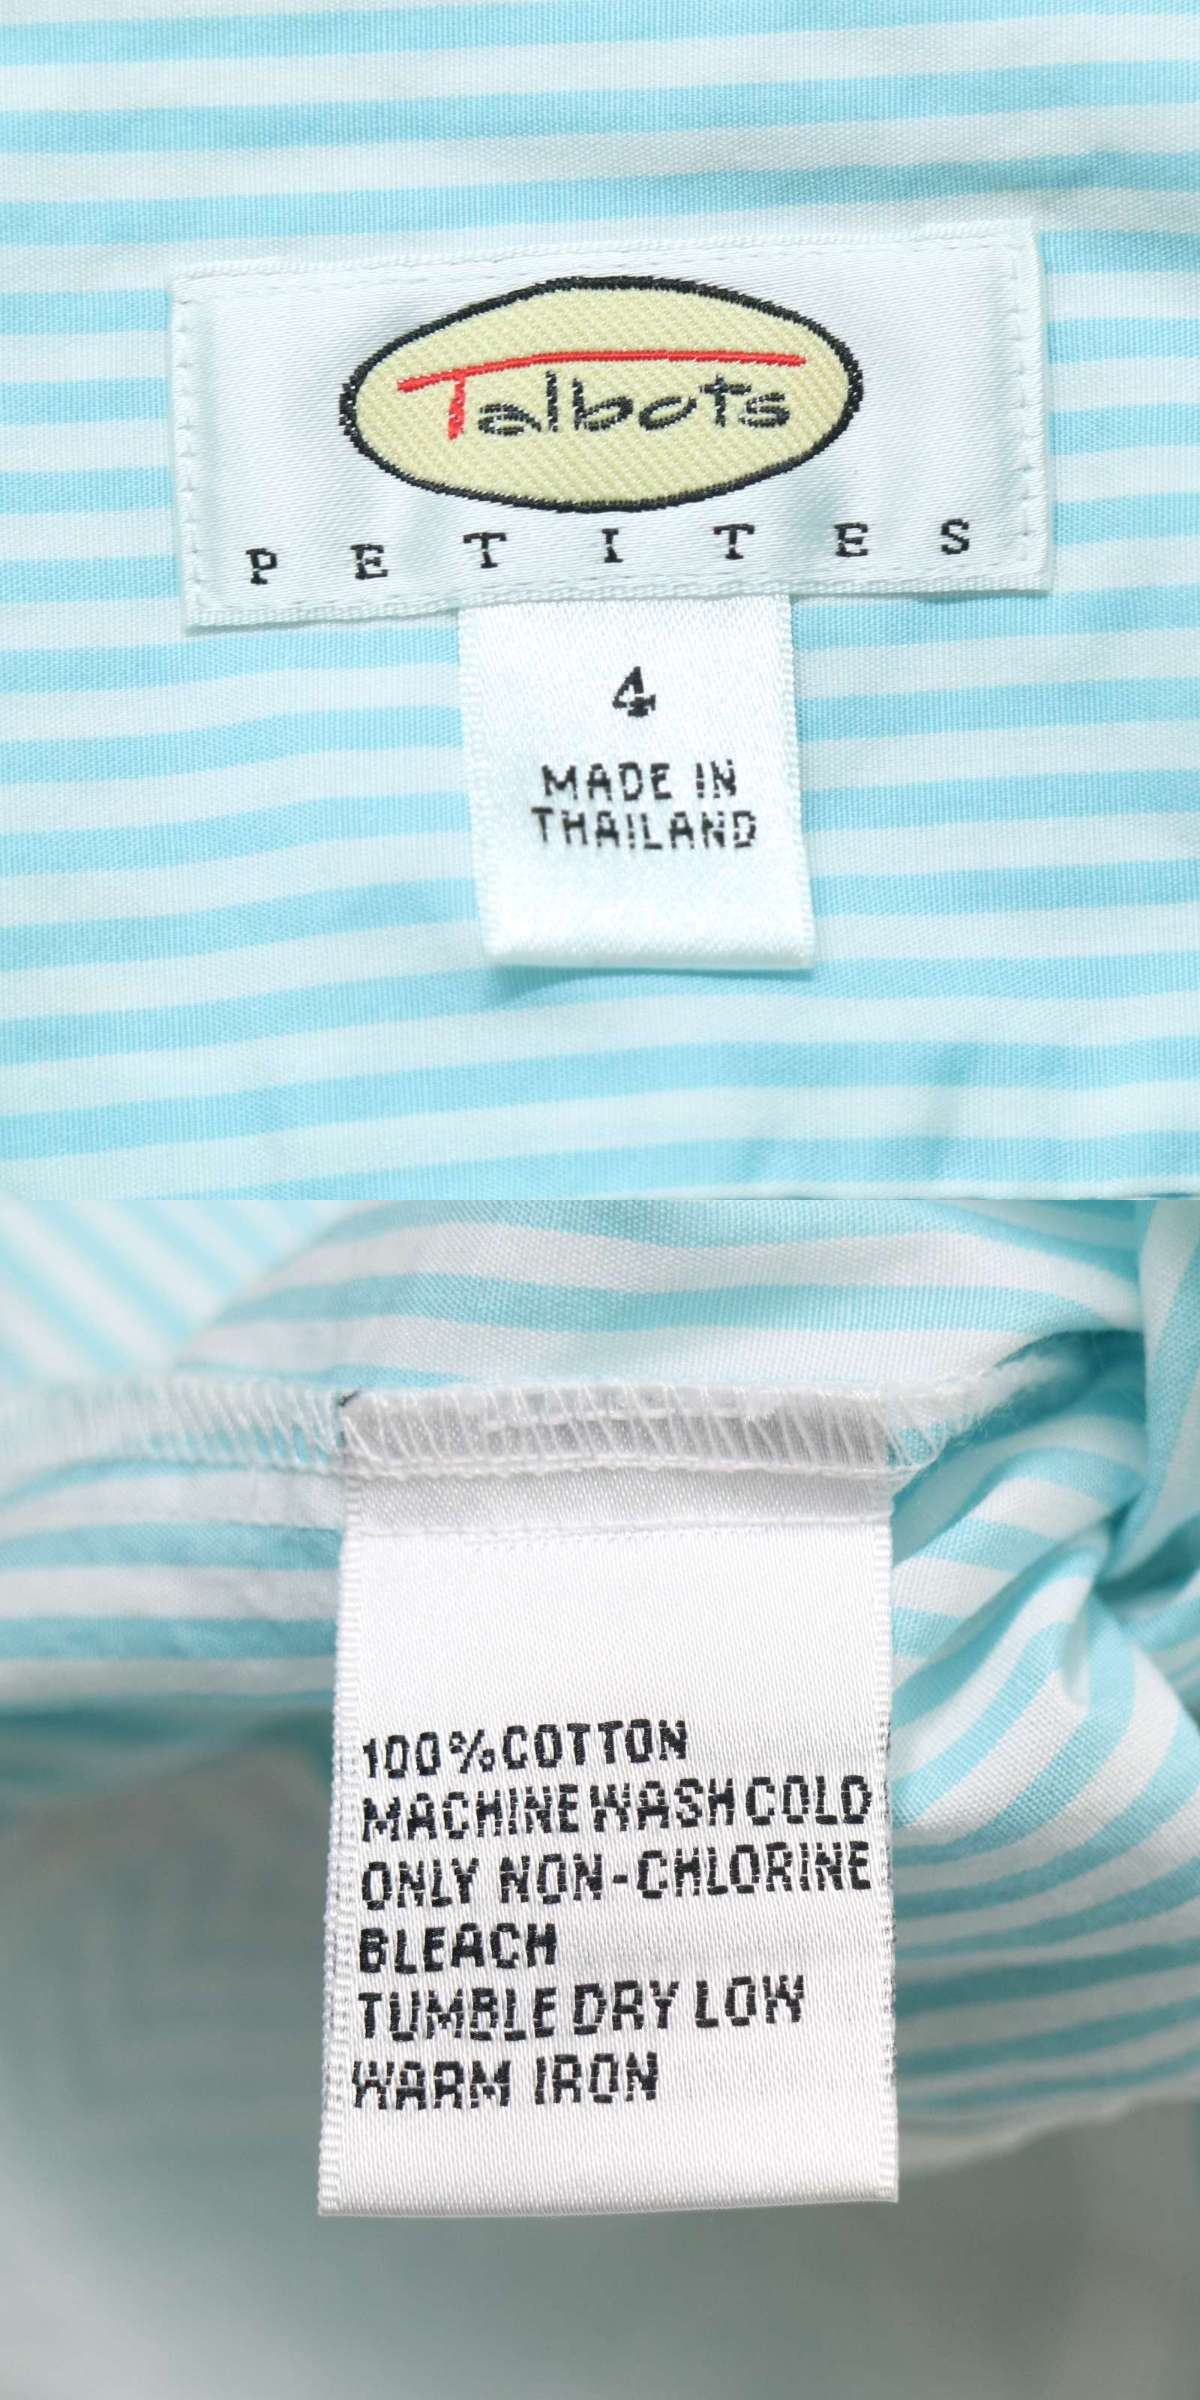 Talbots
PETITES
4
MADE IN
THAILAND
100% COTTON
MACHINE WASH COLD
ONLY NON-CHLORINE
BLEACH
TUMBLE DRY LOW
WARM IRON